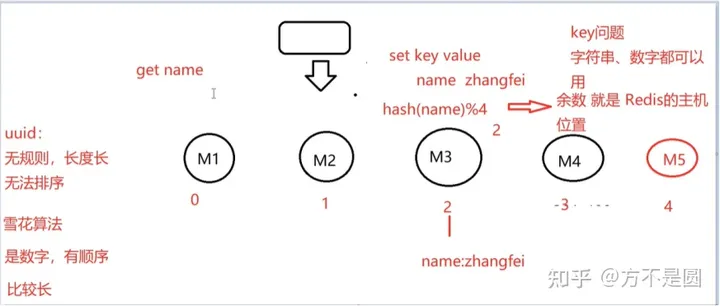 get name
set key value
name zhangfei
hash(name)%4
2
key问题
字符串、数字都可以
用
余数 就是 Redis的主机
位置
uuid:
无规则，长度长
无法排序
雪花算法
是数字，有顺序
比较长
M1
M2
M3
M4
M5
0
1
2
3
4
name:zhangfei
知乎 @方不是圆